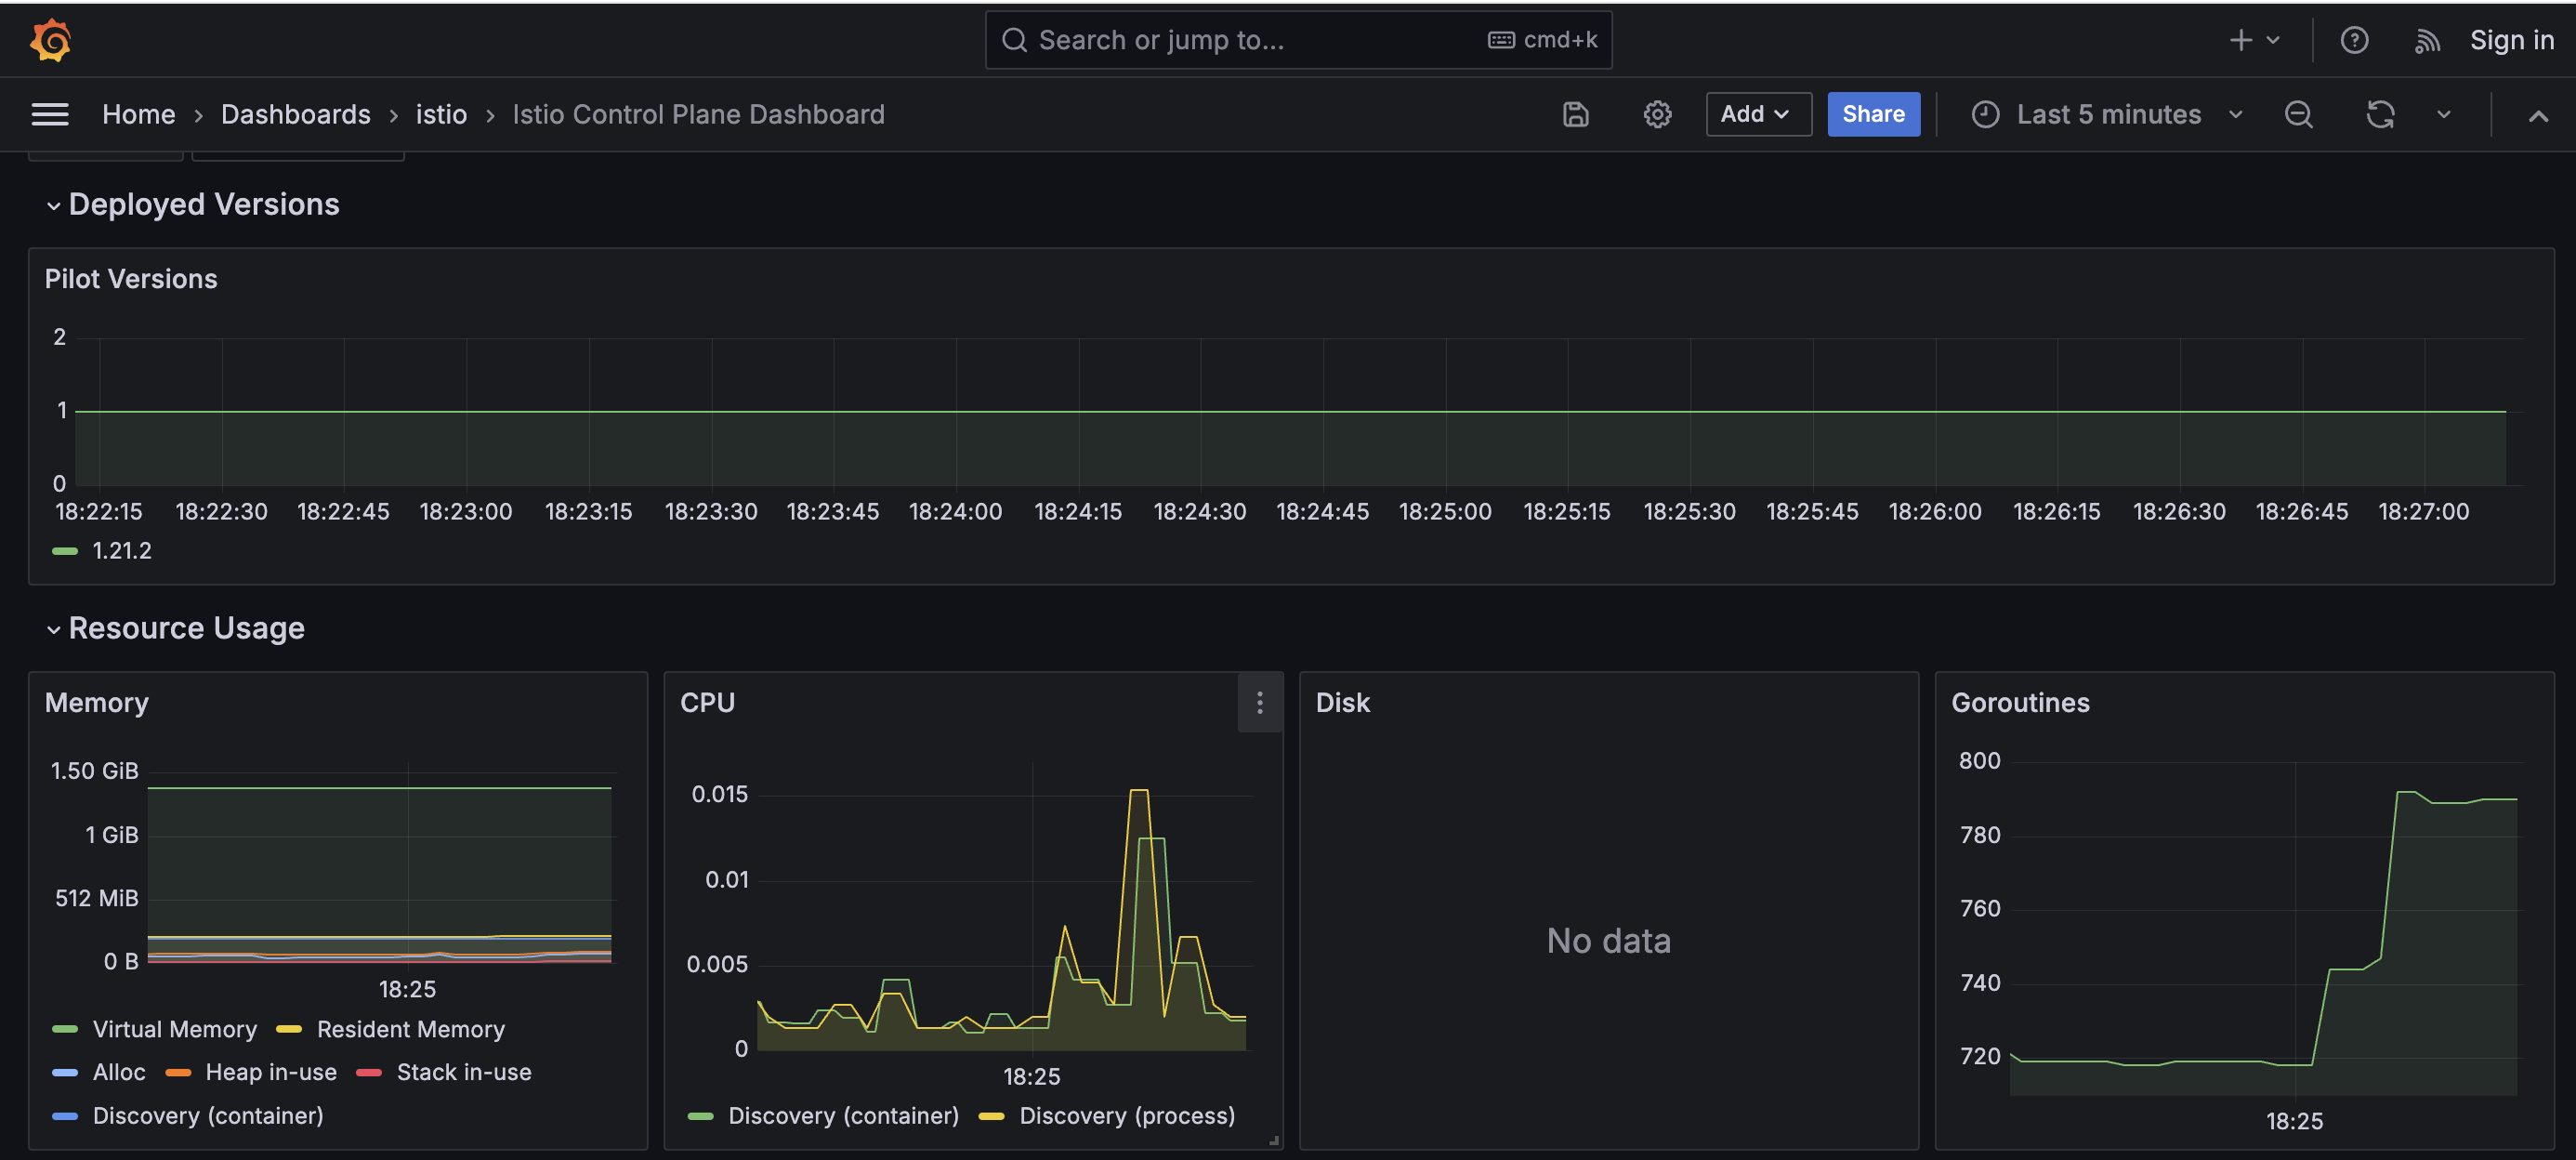 Search or jump to... cmd+k Sign in
Home › Dashboards › istio › Istio Control Plane Dashboard Add Share Last 5 minutes
Deployed Versions
Pilot Versions
2
1
0
18:22:15 18:22:30 18:22:45 18:23:00 18:23:15 18:23:30 18:23:45 18:24:00 18:24:15 18:24:30 18:24:45 18:25:00 18:25:15 18:25:30 18:25:45 18:26:00 18:26:15 18:26:30 18:26:45 18:27:00
1.21.2
Resource Usage
Memory
1.50 GiB
1 GiB
512 MiB
0 B
18:25
Virtual Memory Resident Memory
Alloc Heap in-use Stack in-use
Discovery (container)
CPU
0.015
0.01
0.005
0
18:25
Discovery (container) Discovery (process)
Disk
No data
Goroutines
800
780
760
740
720
18:25